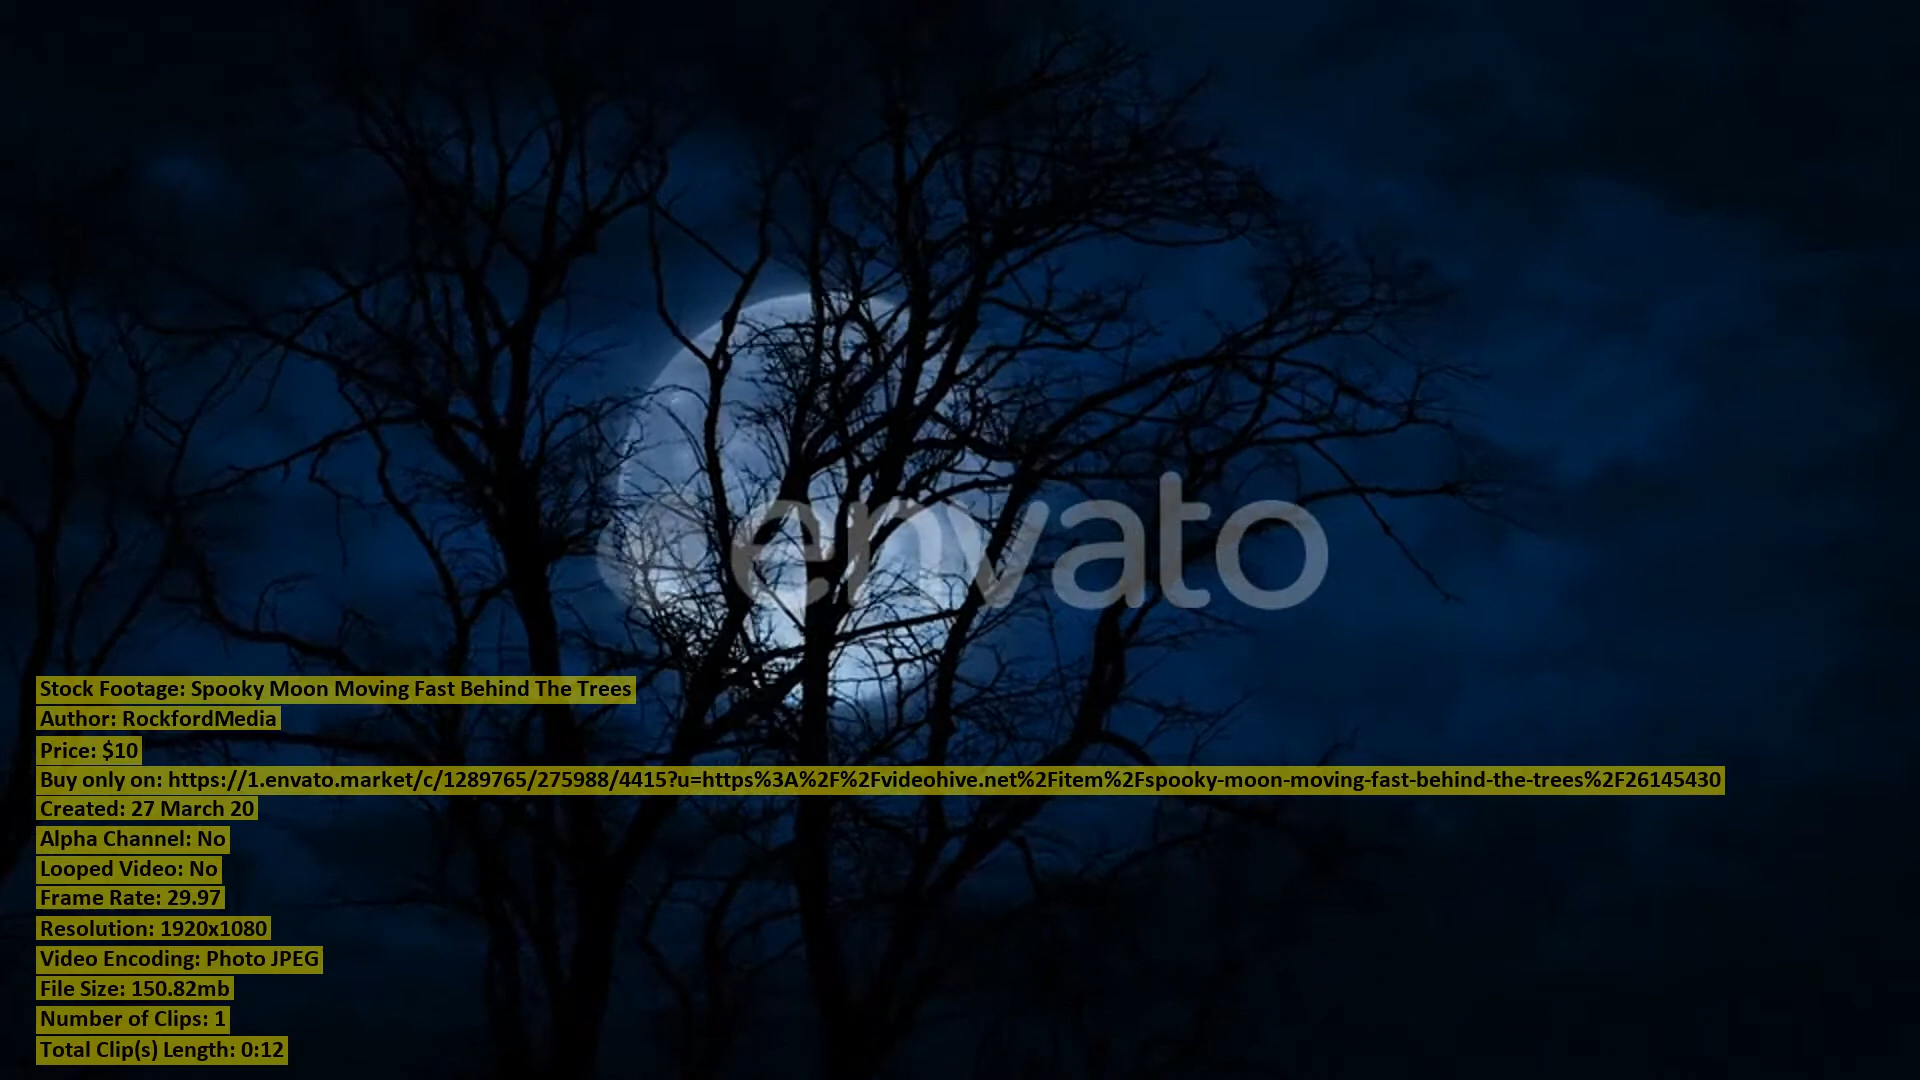 envato
Stock Footage: Spooky Moon Moving Fast Behind The Trees
Author: RockfordMedia
Price: $10
Buy only on: https://1.envato.market/c/1289765/275988/4415?u=https%3A%2F%2Fvideohive.net%2Fitem%2Fspooky-moon-moving-fast-behind-the-trees%2F26145430
Created: 27 March 20
Alpha Channel: No
Looped Video: No
Frame Rate: 29.97
Resolution: 1920x1080
Video Encoding: Photo JPEG
File Size: 150.82mb
Number of Clips: 1
Total Clip(s) Length: 0:12